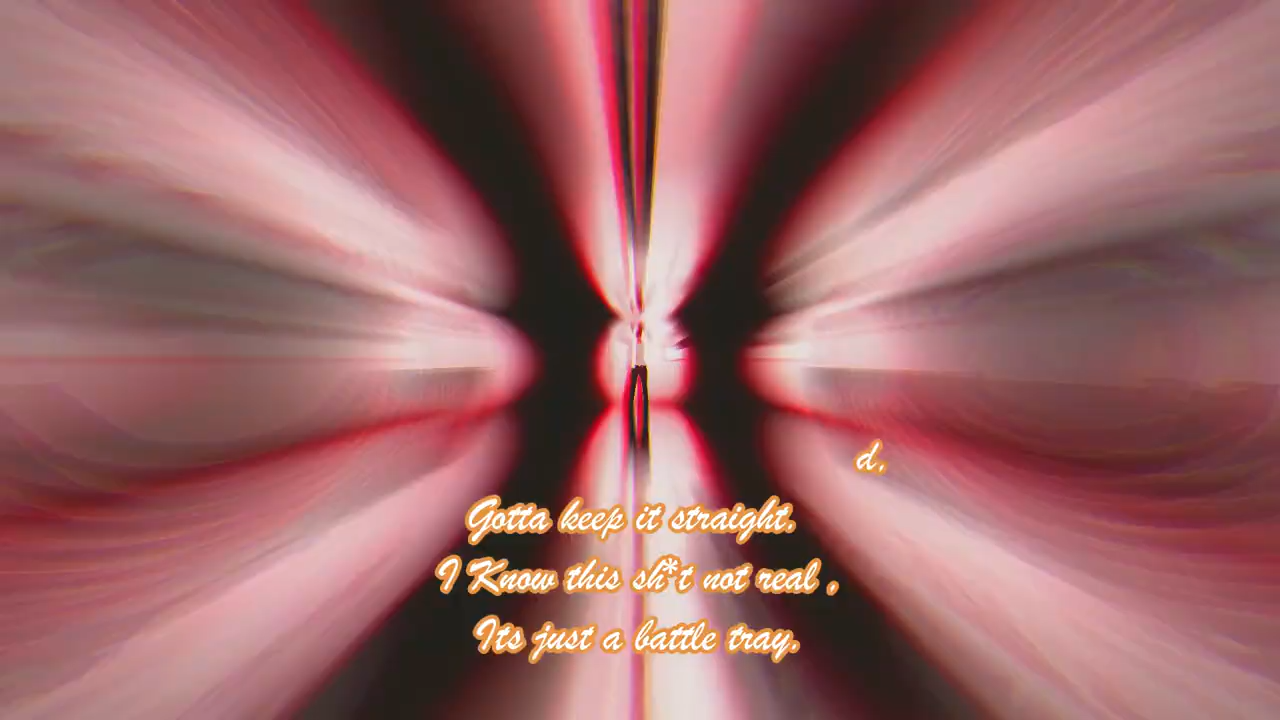 d.
Gotta keep it straight.
I Know this sh*t not real ,
Its just a battle tray.